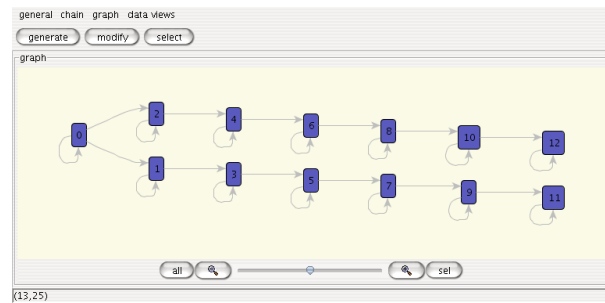 general chain graph data views
generate modify select
graph
0 2 4 6 8 10 12
1 3 5 7 9 11
all sel
(13,25)